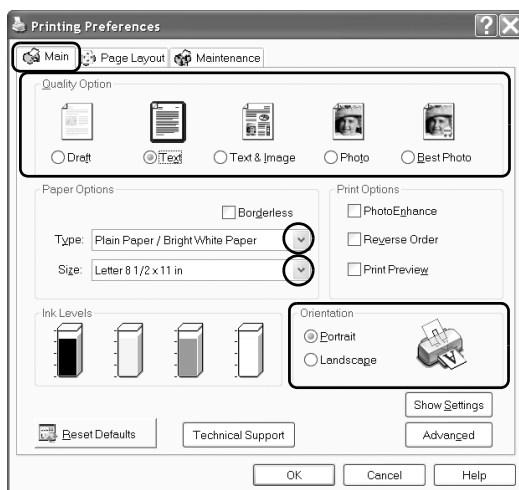 Printing Preferences
Main Page Layout Maintenance
Quality Option
Draft Text Text & Image Photo Best Photo
Paper Options
Borderless
Type: Plain Paper / Bright White Paper
Size: Letter 8 1/2 x 11 in
Print Options
PhotoEnhance
Reverse Order
Print Preview
Ink Levels
Orientation
Portrait
Landscape
Show Settings
Reset Defaults Technical Support Advanced
OK Cancel Help